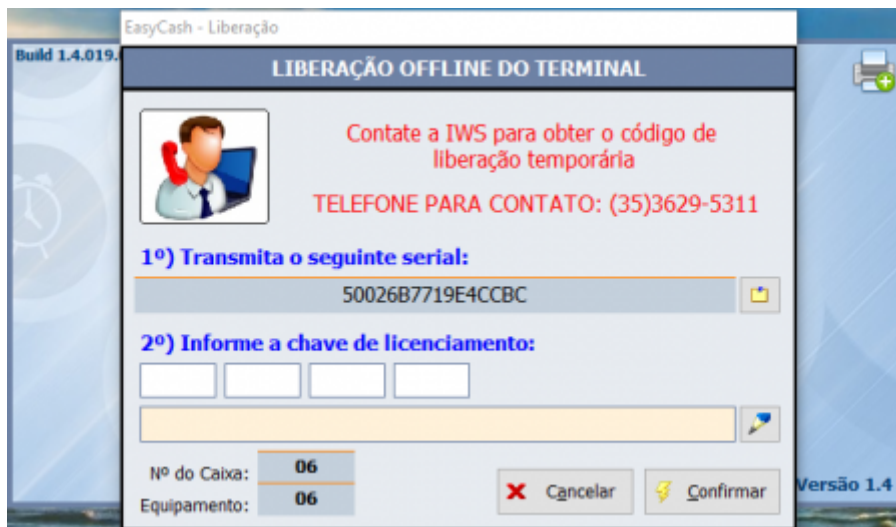 EasyCash - Liberação
Build 1.4.019.
LIBERAÇÃO OFFLINE DO TERMINAL
Contate a IWS para obter o código de
liberação temporária
TELEFONE PARA CONTATO: (35)3629-5311
1º) Transmita o seguinte serial:
50026B7719E4CCBC
2º) Informe a chave de licenciamento:
Nº do Caixa: 06
Equipamento: 06
Cancelar
Confirmar
Versão 1.4